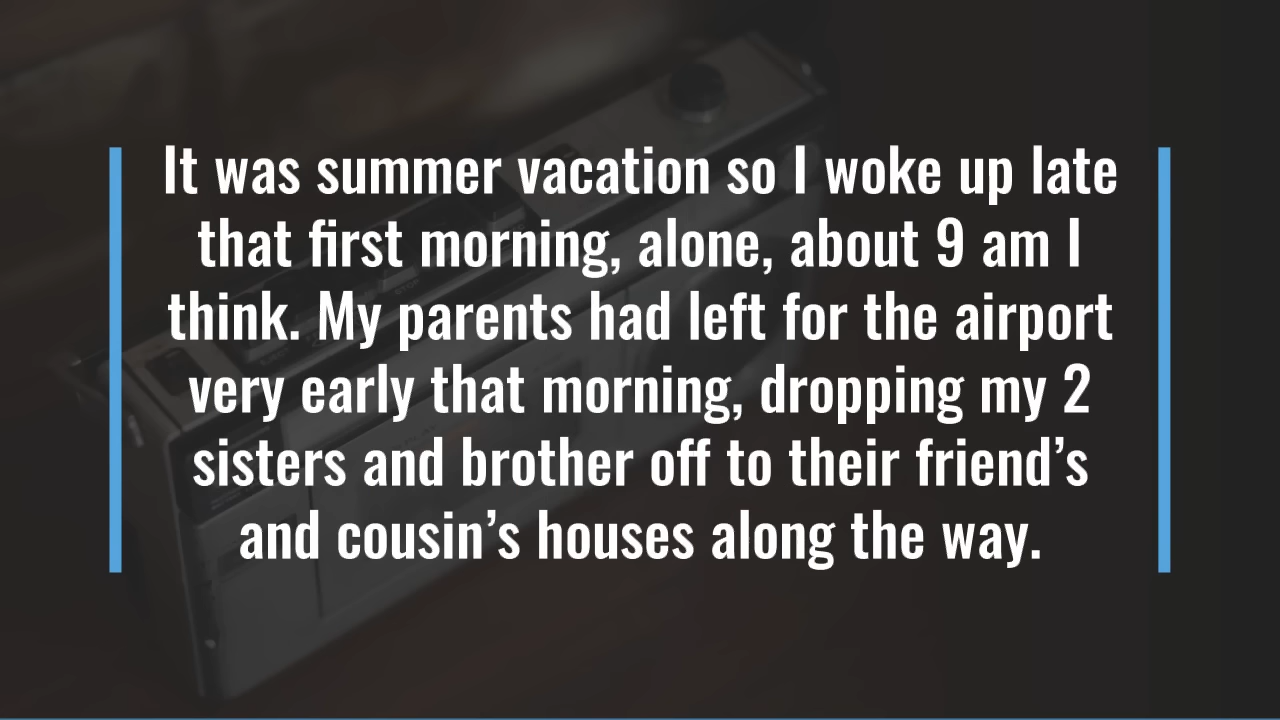 It was summer vacation so I woke up late
that first morning, alone, about 9 am I
think. My parents had left for the airport
very early that morning, dropping my 2
sisters and brother off to their friend’s
and cousin’s houses along the way.